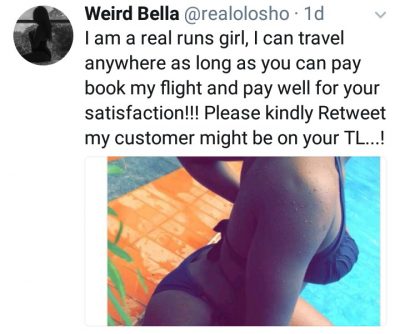 Weird Bella @realolosho · 1d
I am a real runs girl, I can travel
anywhere as long as you can pay
book my flight and pay well for your
satisfaction!!! Please kindly Retweet
my customer might be on your TL...!